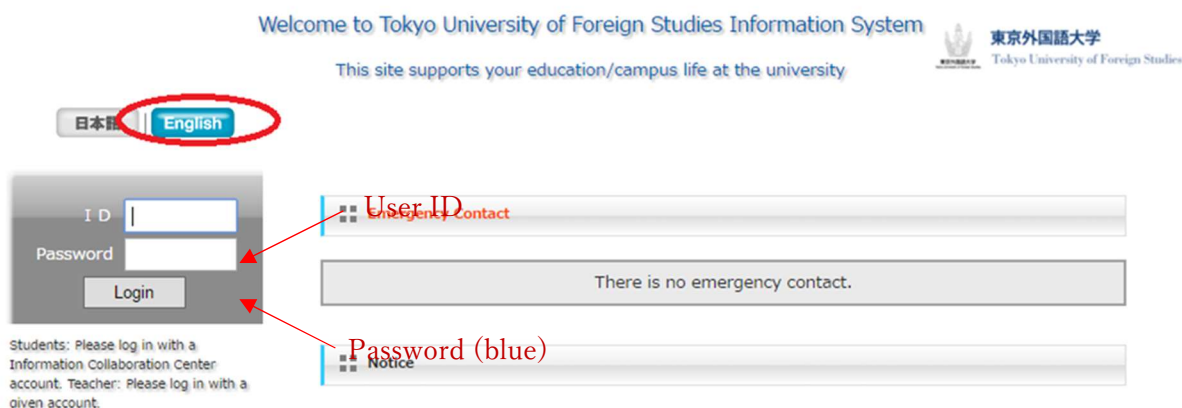 Welcome to Tokyo University of Foreign Studies Information System
東京外国語大学
Tokyo University of Foreign Studies
This site supports your education/campus life at the university
日本語 | English
I D
User ID
Emergency Contact
Password
There is no emergency contact.
Login
Students: Please log in with a
Information Collaboration Center
account. Teacher: Please log in with a
given account.
Password (blue)
Notice